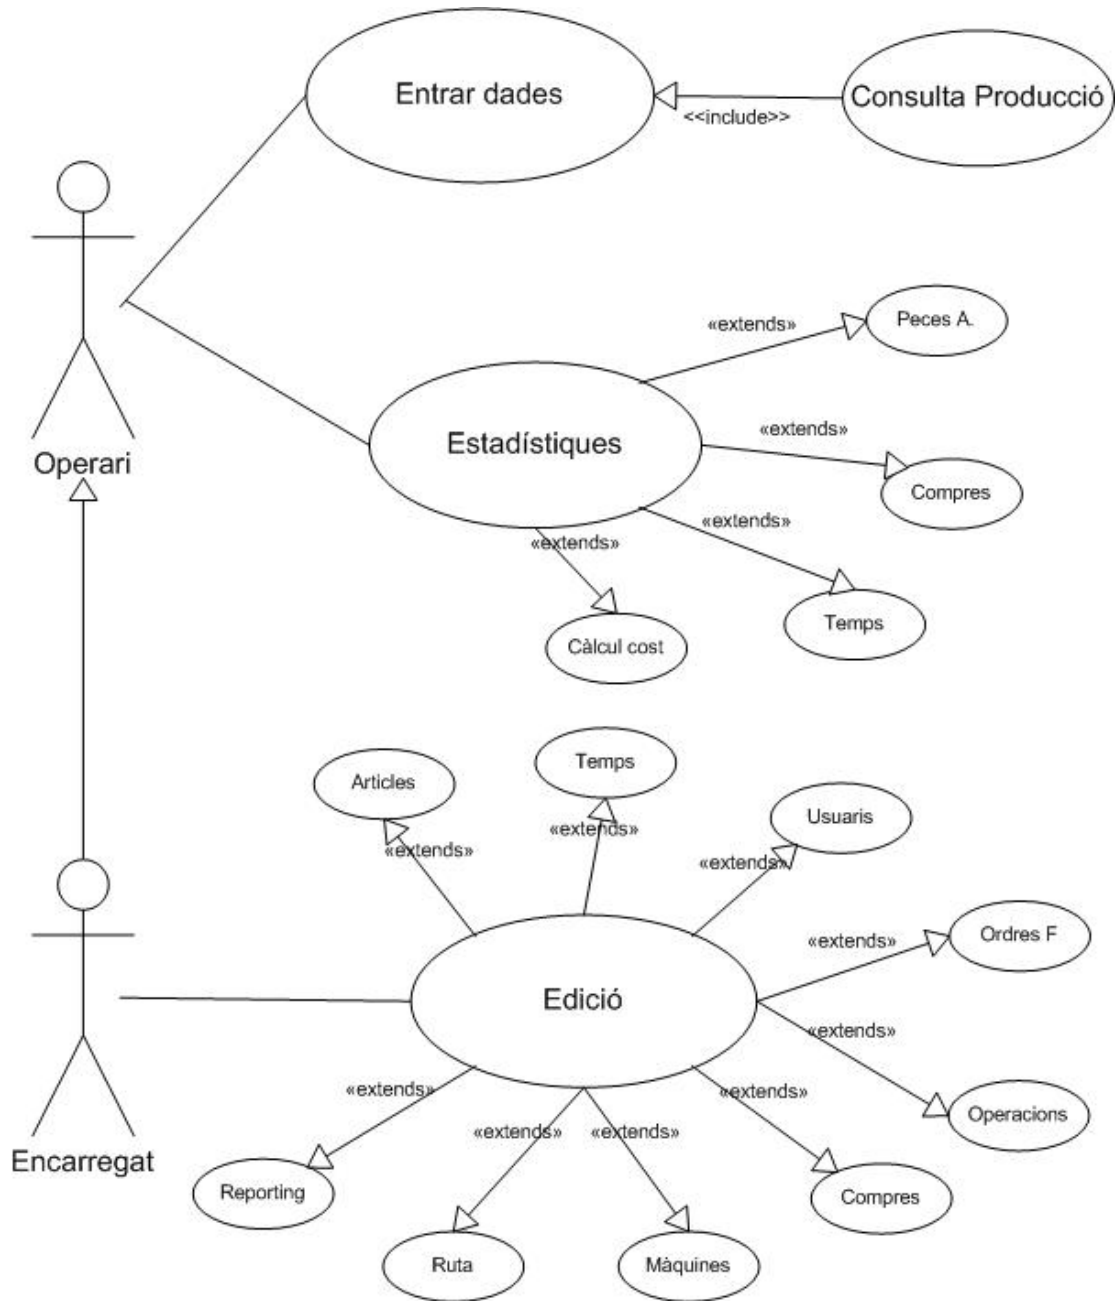 Entrar dades
Consulta Producció
<<include>>
Peces A.
«extends»
«extends»
Operari
Estadístiques
Compres
«extends»
«extends»
Temps
Càlcul cost
Articles
Temps
Usuaris
«extends»
«extends»
«extends»
Ordres F
«extends»
Edició
«extends»
«extends»
«extends»
Operacions
«extends»
«extends»
Encarregat
Reporting
Compres
Ruta
Màquines